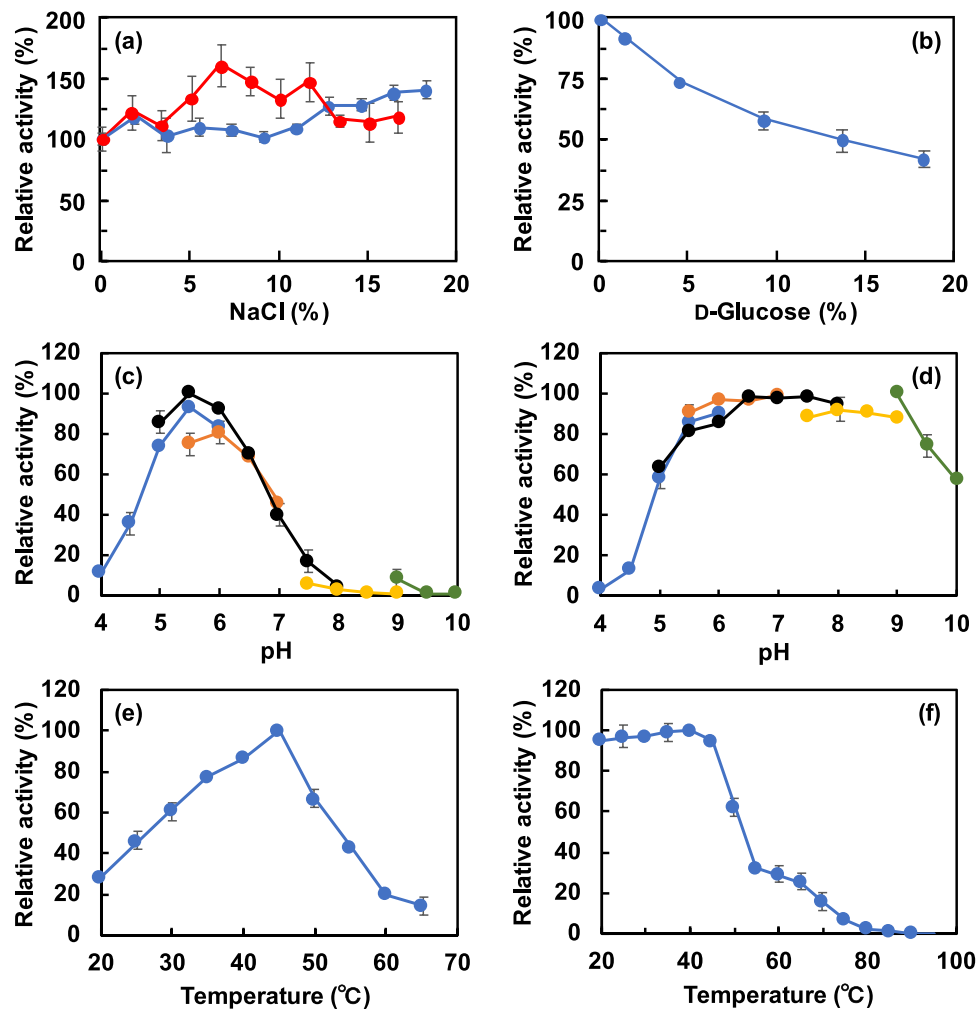 (a)
Relative activity (%)
200
150
100
50
0
0 5 10 15 20
NaCl (%)
(b)
Relative activity (%)
100
75
50
25
0
0 5 10 15 20
D-Glucose (%)
(c)
Relative activity (%)
120
100
80
60
40
20
0
4 5 6 7 8 9 10
pH
(d)
Relative activity (%)
120
100
80
60
40
20
0
4 5 6 7 8 9 10
pH
(e)
Relative activity (%)
120
100
80
60
40
20
0
20 30 40 50 60 70
Temperature (℃)
(f)
Relative activity (%)
120
100
80
60
40
20
0
20 40 60 80 100
Temperature (℃)